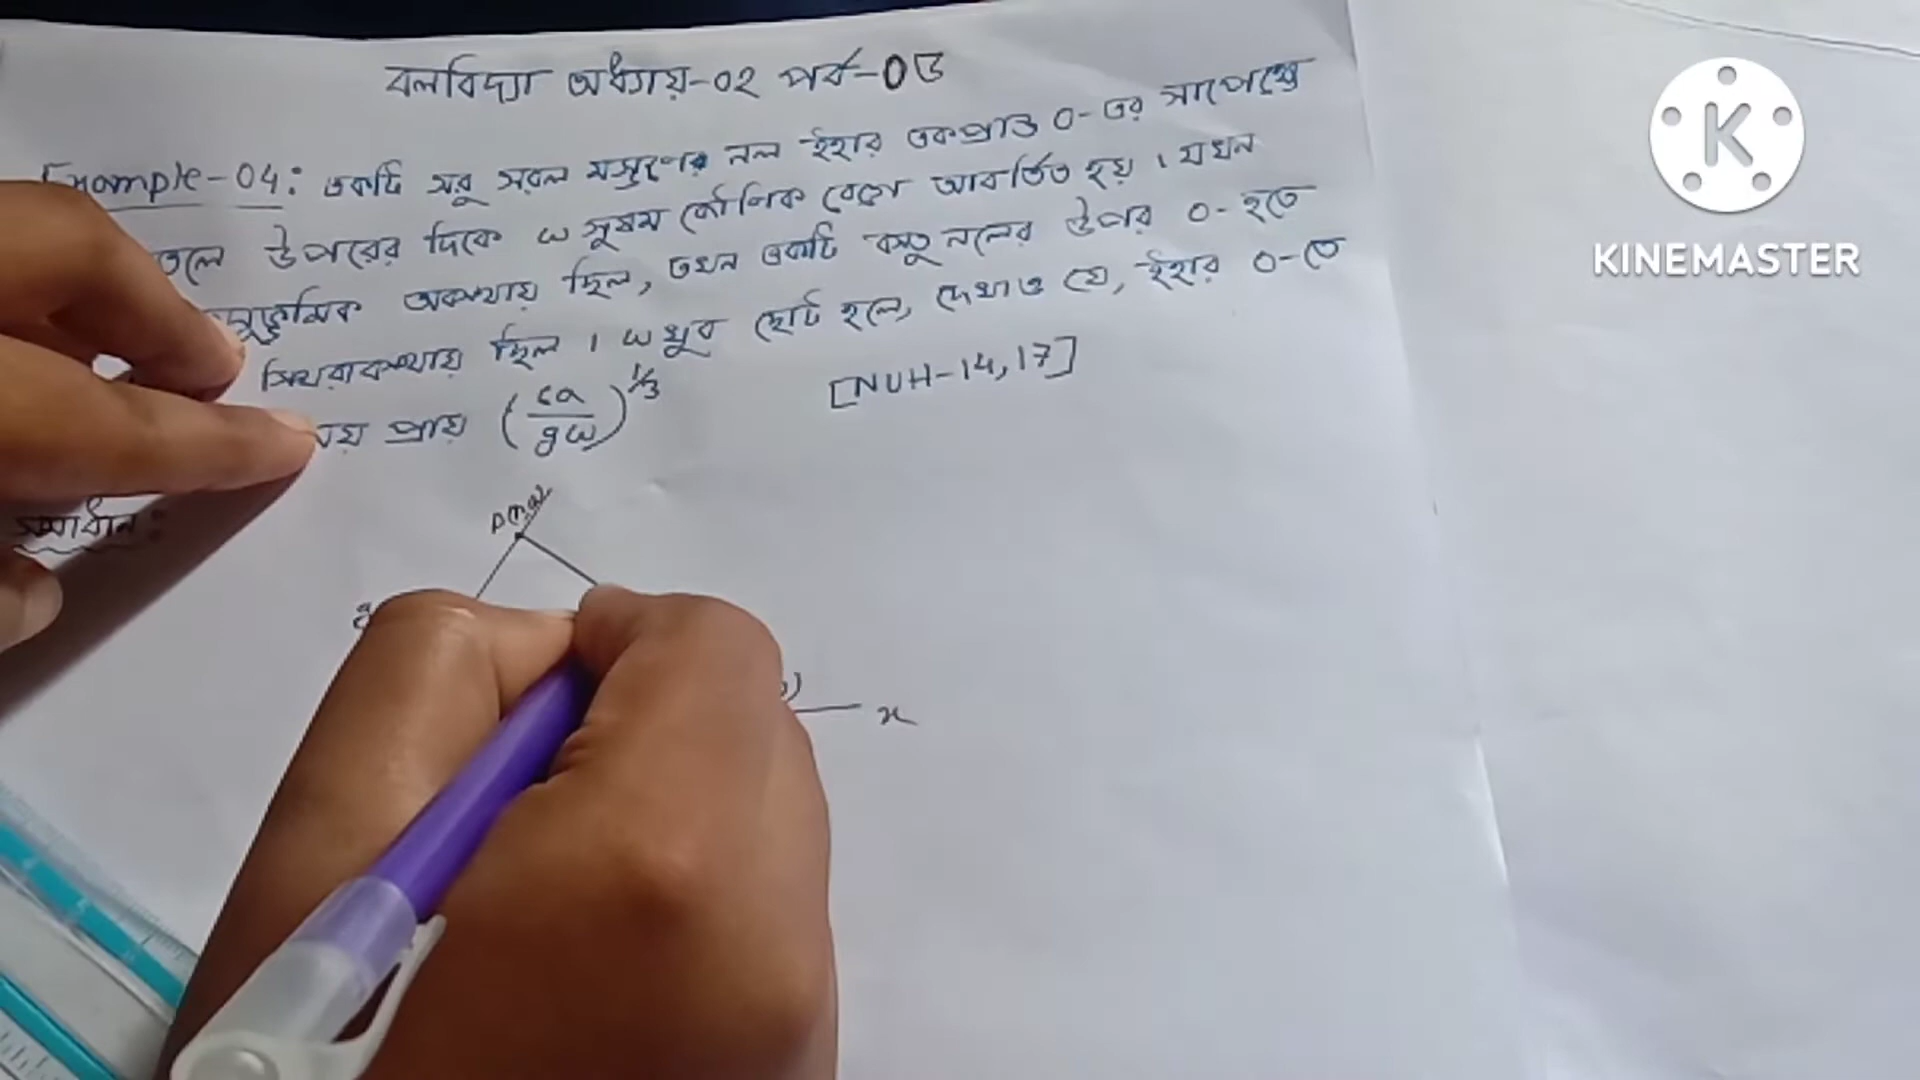 বলবিদ্যা অধ্যায়-০২ পর্ব-০৩
Example-04: একটি সরু সরল মসৃণের নল ইহার একপ্রান্ত O-এর সাপেক্ষে
তলে উপরের দিকে ω সুষম কৌণিক বেগে আবর্তিত হয়। যখন
অবস্থায় ছিল, তখন একটি বস্তু নলের উপর O-হতে
স্থিরাবস্থায় ছিল। ω খুব ছোট হলে, দেখাও যে, ইহার O-তে
প্রায় (6a/gω)^1/3 [NUH-14,17]
সমাধান:
x
KINEMASTER